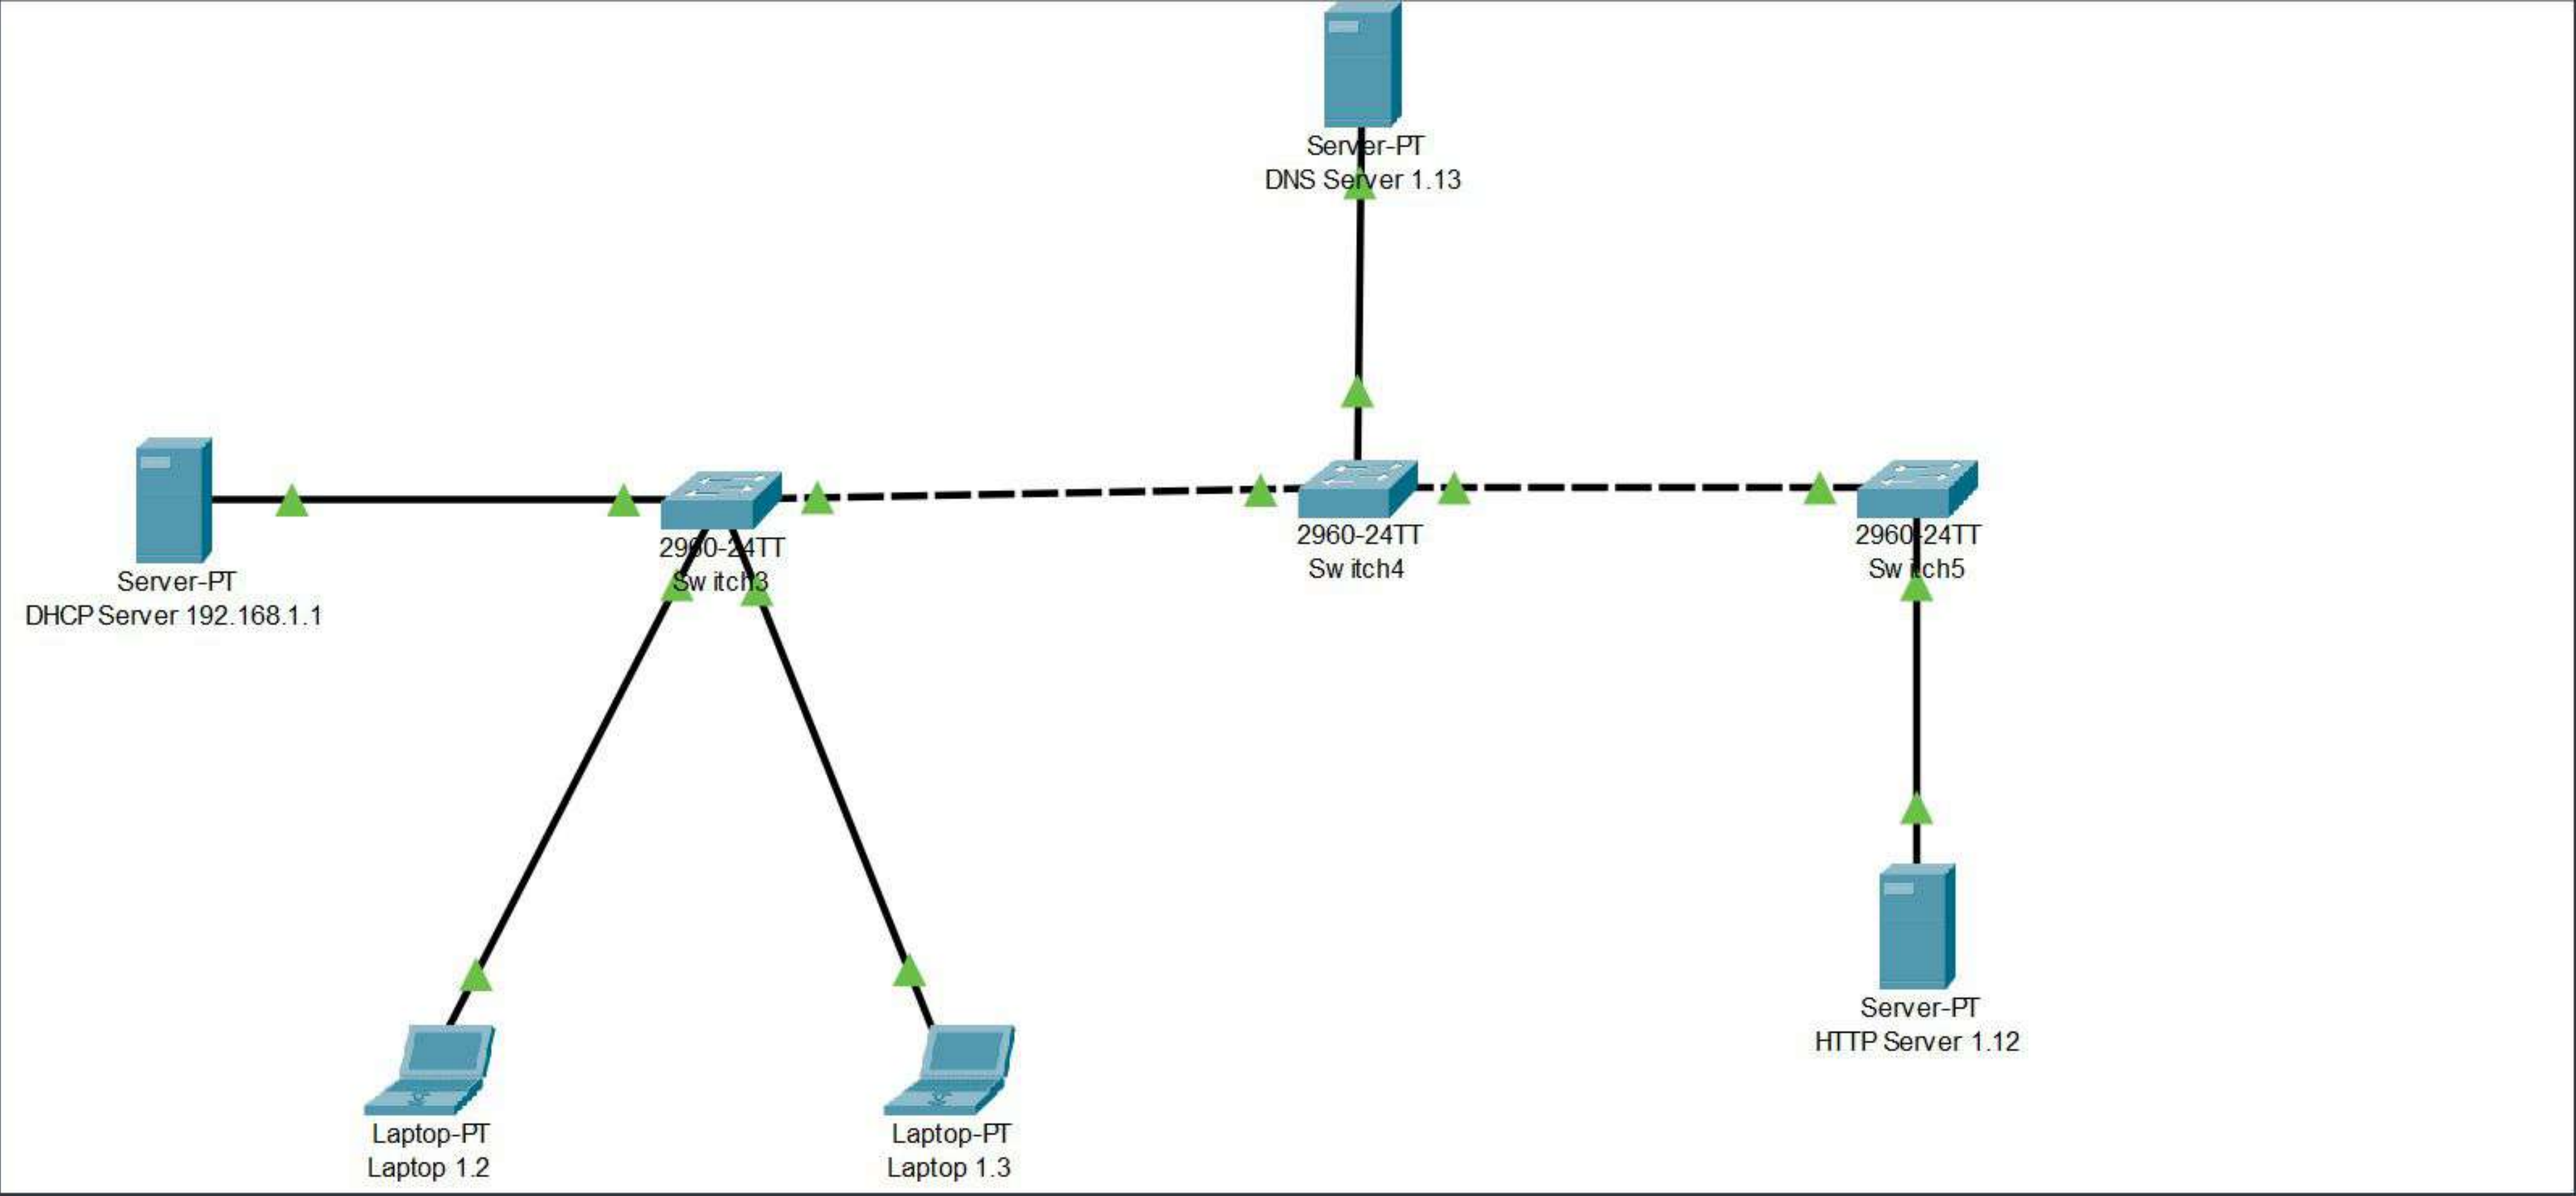 Server-PT
DNS Server 1.13
Server-PT
DHCP Server 192.168.1.1
2960-24TT
Switch3
2960-24TT
Switch4
2960-24TT
Switch5
Server-PT
HTTP Server 1.12
Laptop-PT
Laptop 1.2
Laptop-PT
Laptop 1.3